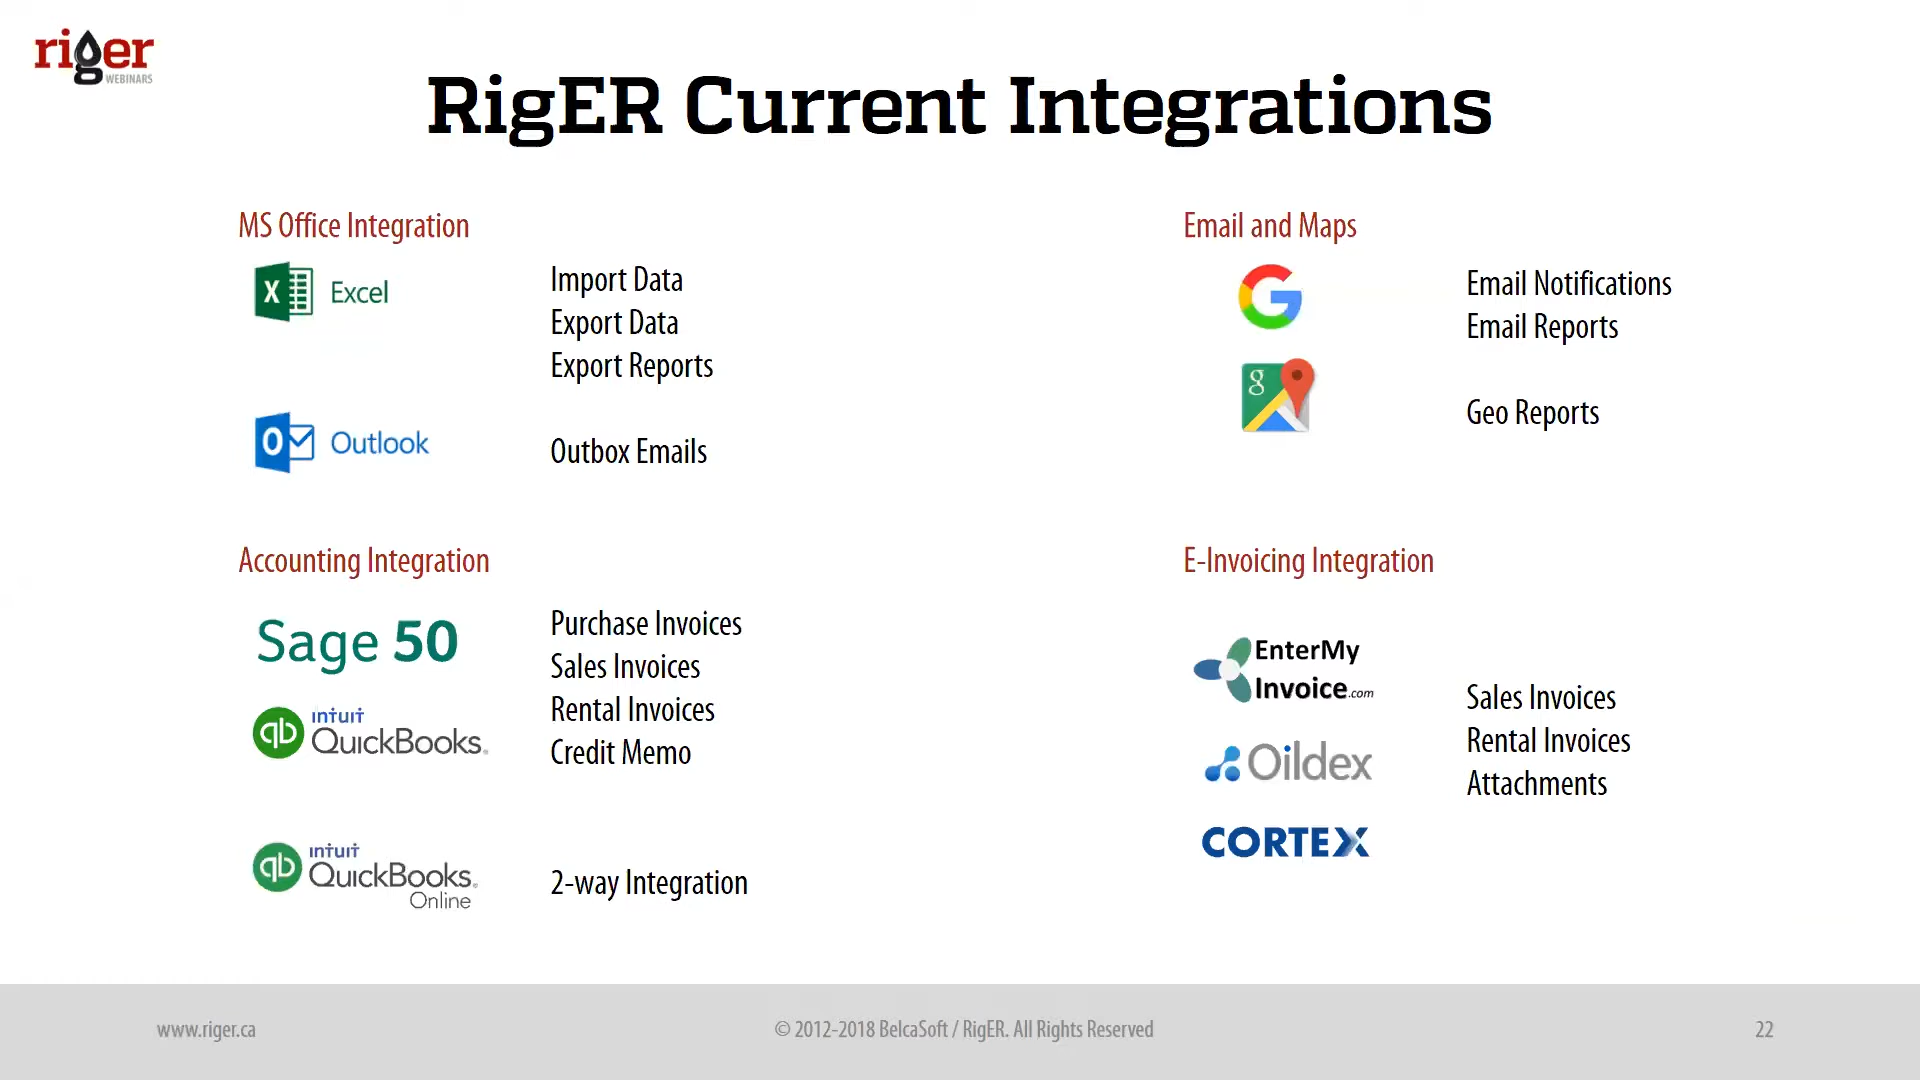 riger
WEBINARS
RigER Current Integrations
MS Office Integration
X
Excel
Import Data
Export Data
Export Reports
O
Outlook
Outbox Emails
Email and Maps
G
Email Notifications
Email Reports
g
Geo Reports
Accounting Integration
Sage 50
qb
intuit
QuickBooks.
Purchase Invoices
Sales Invoices
Rental Invoices
Credit Memo
qb
intuit
QuickBooks.
Online
2-way Integration
E-Invoicing Integration
EnterMy
Invoice.com
Oildex
CORTEX
Sales Invoices
Rental Invoices
Attachments
www.riger.ca
© 2012-2018 BelcaSoft / RigER. All Rights Reserved
22